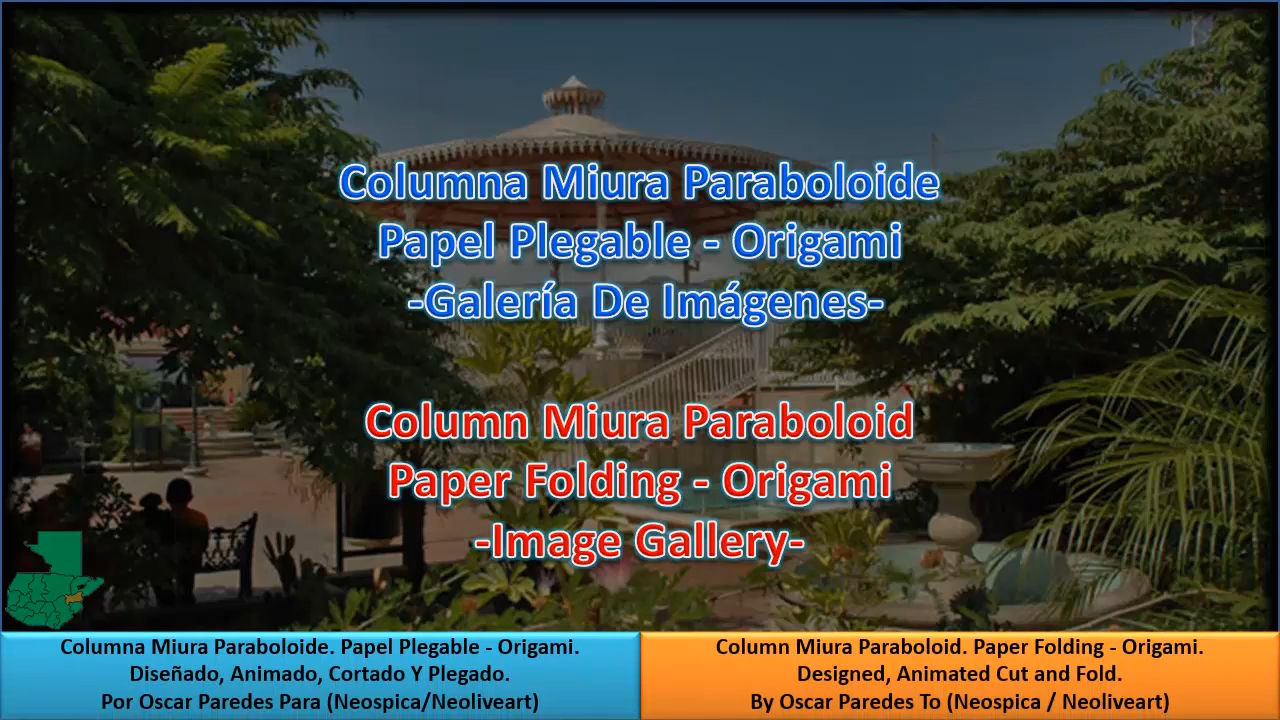 Columna Miura Paraboloide
Papel Plegable - Origami
-Galería De Imágenes-
Column Miura Paraboloid
Paper Folding - Origami
-Image Gallery-
Columna Miura Paraboloide. Papel Plegable - Origami.
Diseñado, Animado, Cortado Y Plegado.
Por Oscar Paredes Para (Neospica/Neoliveart)
Column Miura Paraboloid. Paper Folding - Origami.
Designed, Animated Cut and Fold.
By Oscar Paredes To (Neospica / Neoliveart)